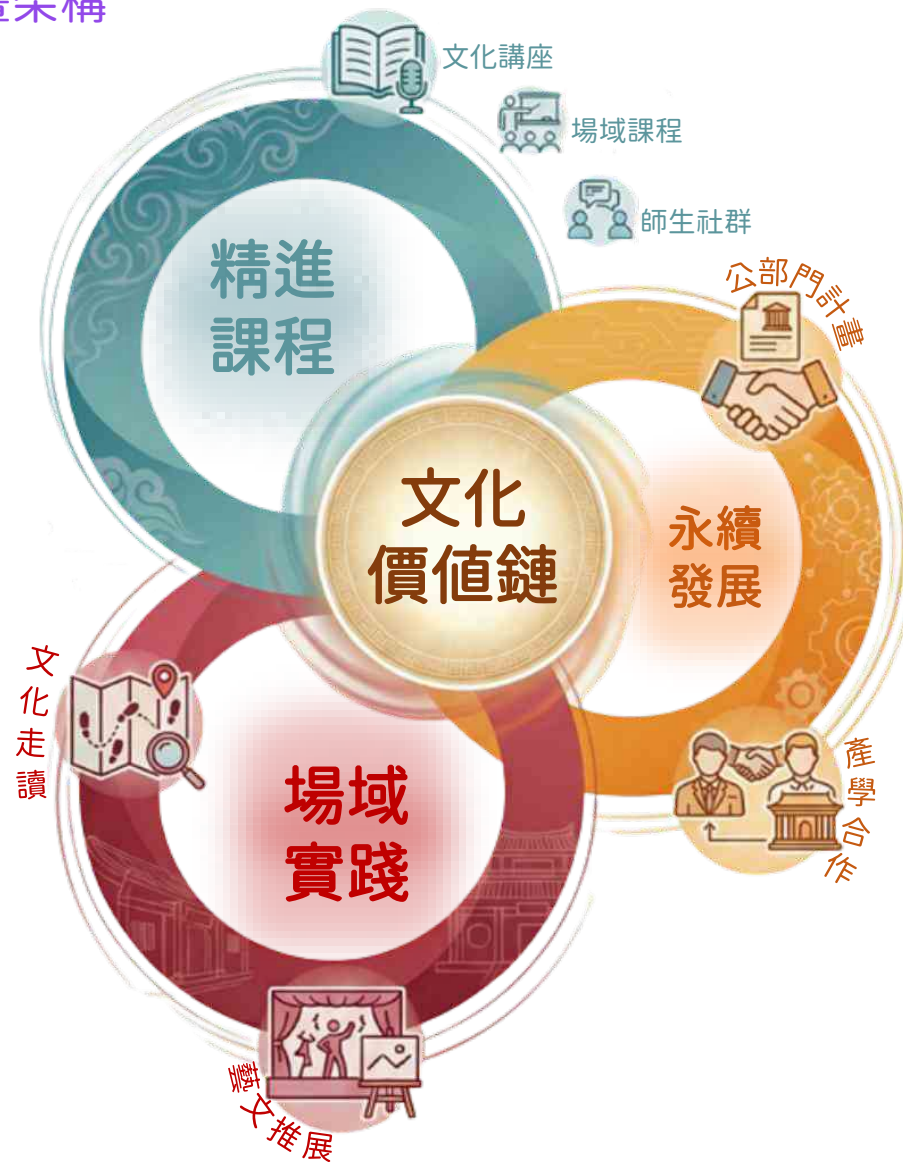 架構
文化講座
場域課程
師生社群
精進
課程
公部門計畫
文化
價值鏈
永續
發展
文化走讀
場域
實踐
產學合作
藝文推展